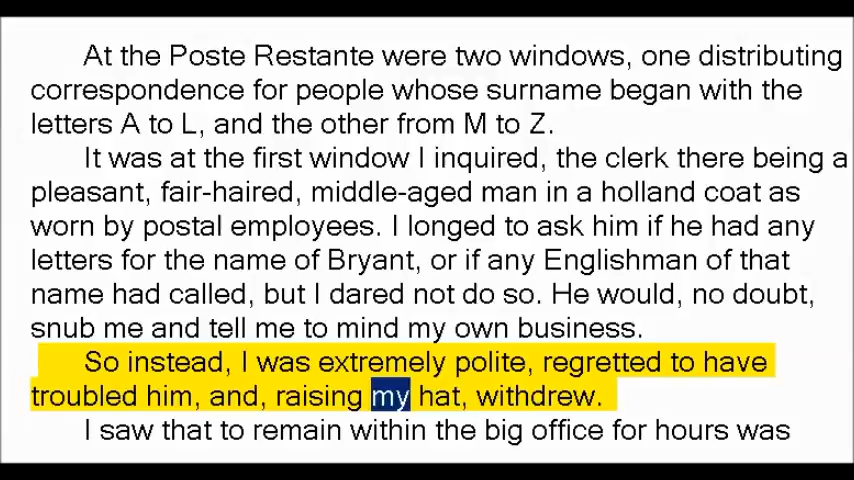 At the Poste Restante were two windows, one distributing
correspondence for people whose surname began with the
letters A to L, and the other from M to Z.
It was at the first window I inquired, the clerk there being a
pleasant, fair-haired, middle-aged man in a holland coat as
worn by postal employees. I longed to ask him if he had any
letters for the name of Bryant, or if any Englishman of that
name had called, but I dared not do so. He would, no doubt,
snub me and tell me to mind my own business.
So instead, I was extremely polite, regretted to have
troubled him, and, raising my hat, withdrew.
I saw that to remain within the big office for hours was